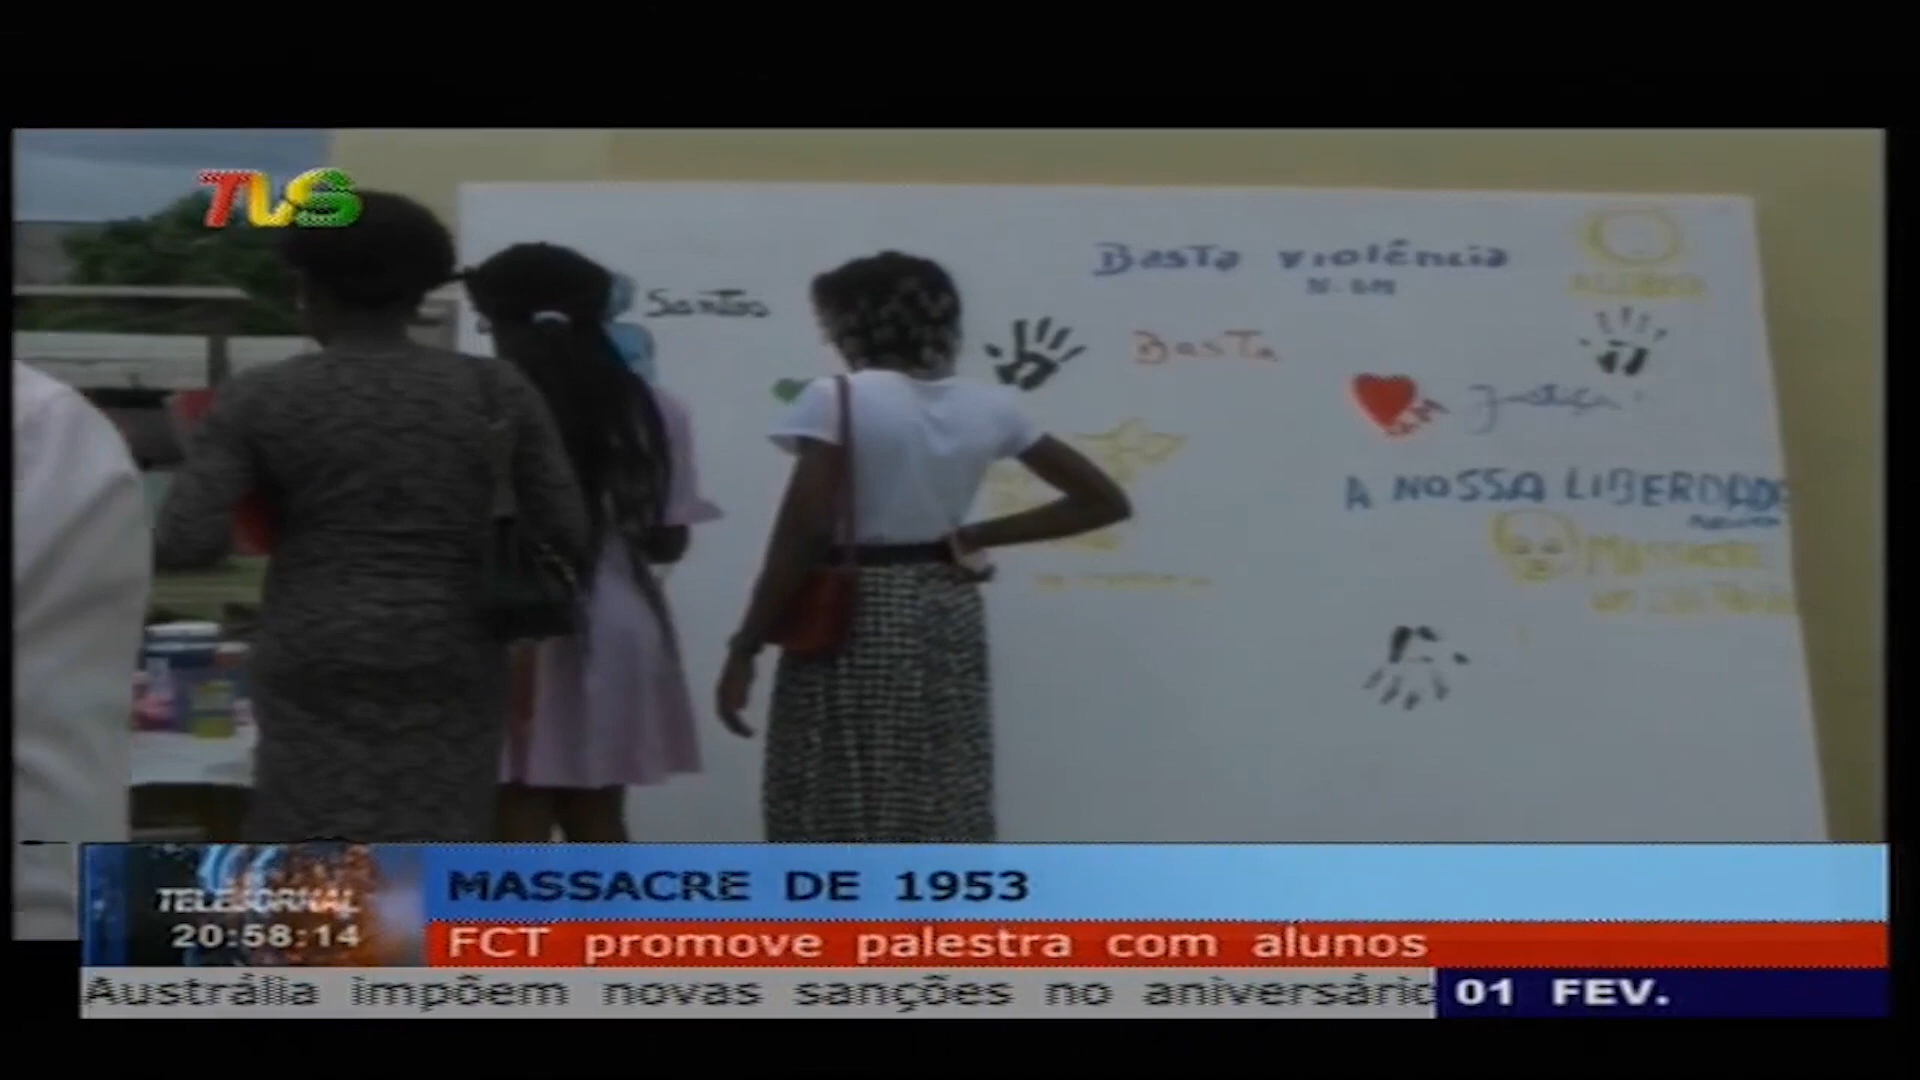 TVS
Basta violência
Santos
Basta
Justiça
A NOSSA LIBERDADE
MASSACRE
TELEJORNAL
20:58:14
MASSACRE DE 1953
FCT promove palestra com alunos
Austrália impõem novas sanções no aniversário
01 FEV.